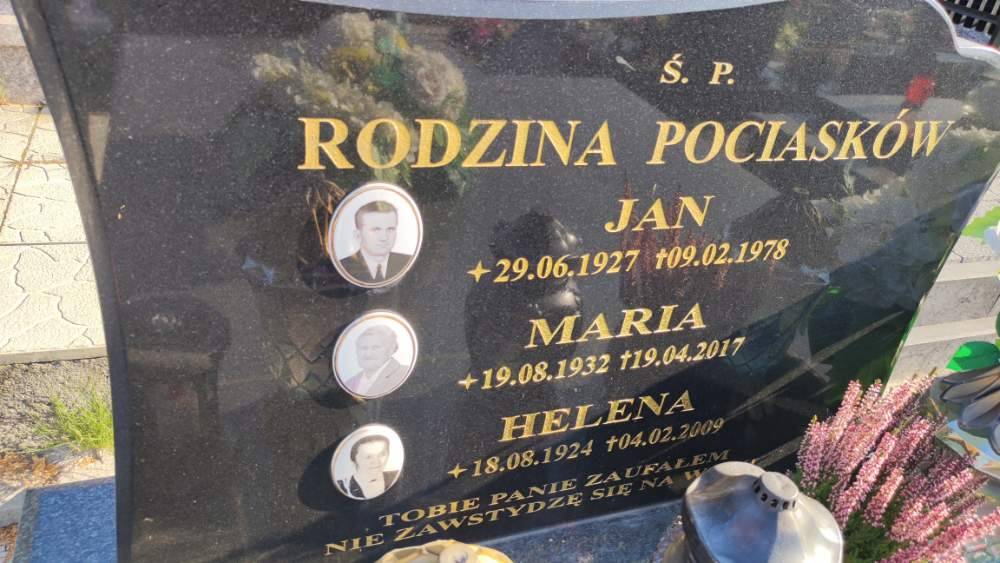 Ś. P.
RODZINA POCIASKÓW
JAN
29.06.1927 †09.02.1978
MARIA
19.08.1932 †19.04.2017
HELENA
18.08.1924 †04.02.2009
TOBIE PANIE ZAUFAŁEM
NIE ZAWSTYDZĘ SIĘ NA